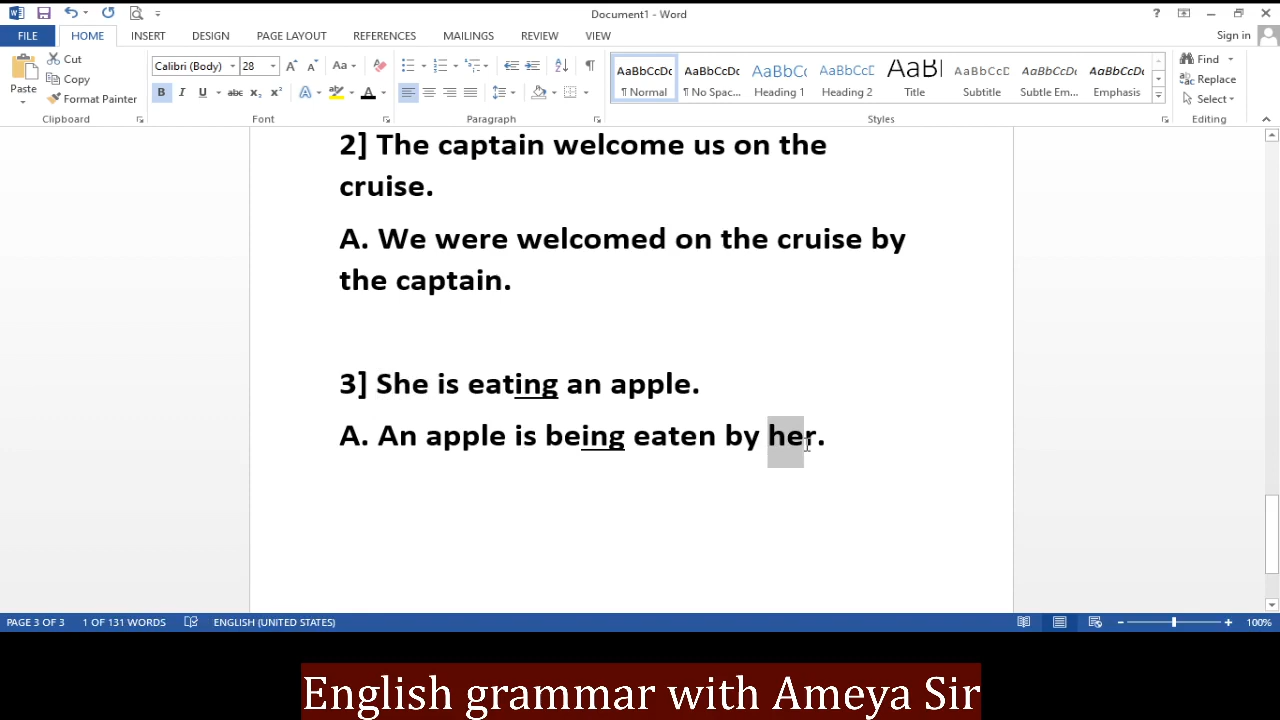 Document1 - Word
Sign in
FILE HOME INSERT DESIGN PAGE LAYOUT REFERENCES MAILINGS REVIEW VIEW
Paste
Cut
Copy
Format Painter
Clipboard
Calibri (Body) 28
Font
Paragraph
AaBbCcDc AaBbCcDc AaBbC AaBbCcD AaB AaBbCcD AaBbCcDc AaBbCcDc
¶ Normal ¶ No Spac... Heading 1 Heading 2 Title Subtitle Subtle Em... Emphasis
Styles
Find
Replace
Select
Editing
2] The captain welcome us on the
cruise.
A. We were welcomed on the cruise by
the captain.
3] She is eating an apple.
A. An apple is being eaten by her.
PAGE 3 OF 3 1 OF 131 WORDS ENGLISH (UNITED STATES) 100%
English grammar with Ameya Sir